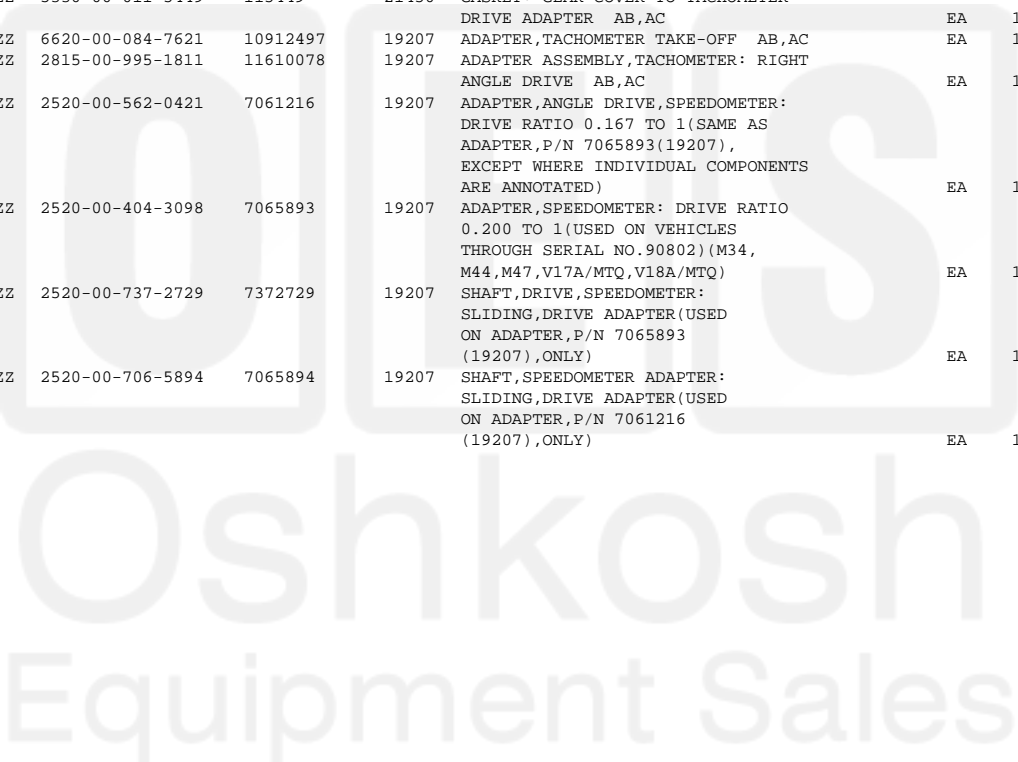 DRIVE ADAPTER AB,AC EA 1
ZZ 6620-00-084-7621 10912497 19207 ADAPTER,TACHOMETER TAKE-OFF AB,AC EA 1
ZZ 2815-00-995-1811 11610078 19207 ADAPTER ASSEMBLY,TACHOMETER: RIGHT
ANGLE DRIVE AB,AC EA 1
ZZ 2520-00-562-0421 7061216 19207 ADAPTER,ANGLE DRIVE,SPEEDOMETER:
DRIVE RATIO 0.167 TO 1(SAME AS
ADAPTER,P/N 7065893(19207),
EXCEPT WHERE INDIVIDUAL COMPONENTS
ARE ANNOTATED) EA 1
ZZ 2520-00-404-3098 7065893 19207 ADAPTER,SPEEDOMETER: DRIVE RATIO
0.200 TO 1(USED ON VEHICLES
THROUGH SERIAL NO.90802)(M34,
M44,M47,V17A/MTQ,V18A/MTQ) EA 1
ZZ 2520-00-737-2729 7372729 19207 SHAFT,DRIVE,SPEEDOMETER:
SLIDING,DRIVE ADAPTER(USED
ON ADAPTER,P/N 7065893
(19207),ONLY) EA 1
ZZ 2520-00-706-5894 7065894 19207 SHAFT,SPEEDOMETER ADAPTER:
SLIDING,DRIVE ADAPTER(USED
ON ADAPTER,P/N 7061216
(19207),ONLY) EA 1
OES
Oshkosh
Equipment Sales